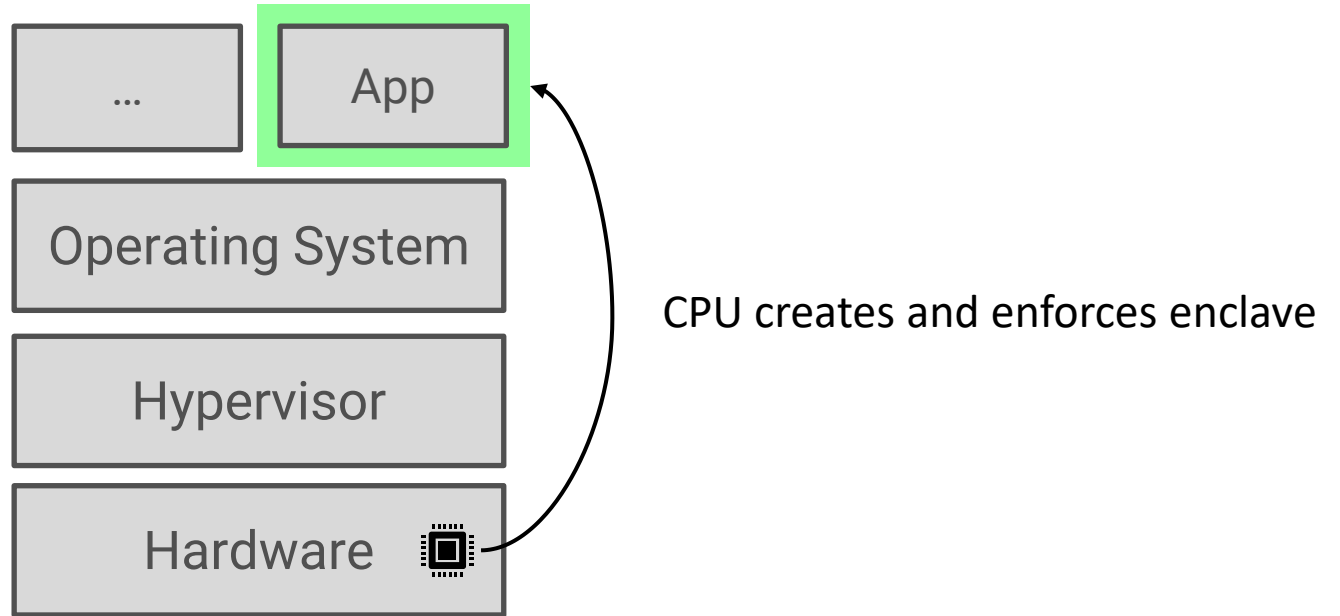 ...
App
Operating System
CPU creates and enforces enclave
Hypervisor
Hardware